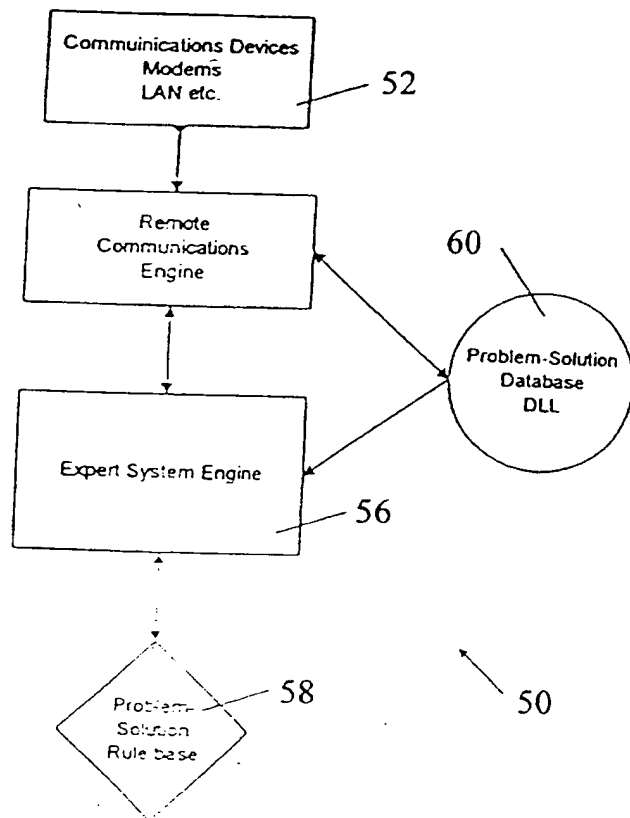 Commuinications Devices
Modems
LAN etc.
52
Remote
Communications
Engine
60
Problem-Solution
Database
DLL
Expert System Engine
56
Problem-
Solution
Rule base
58
50